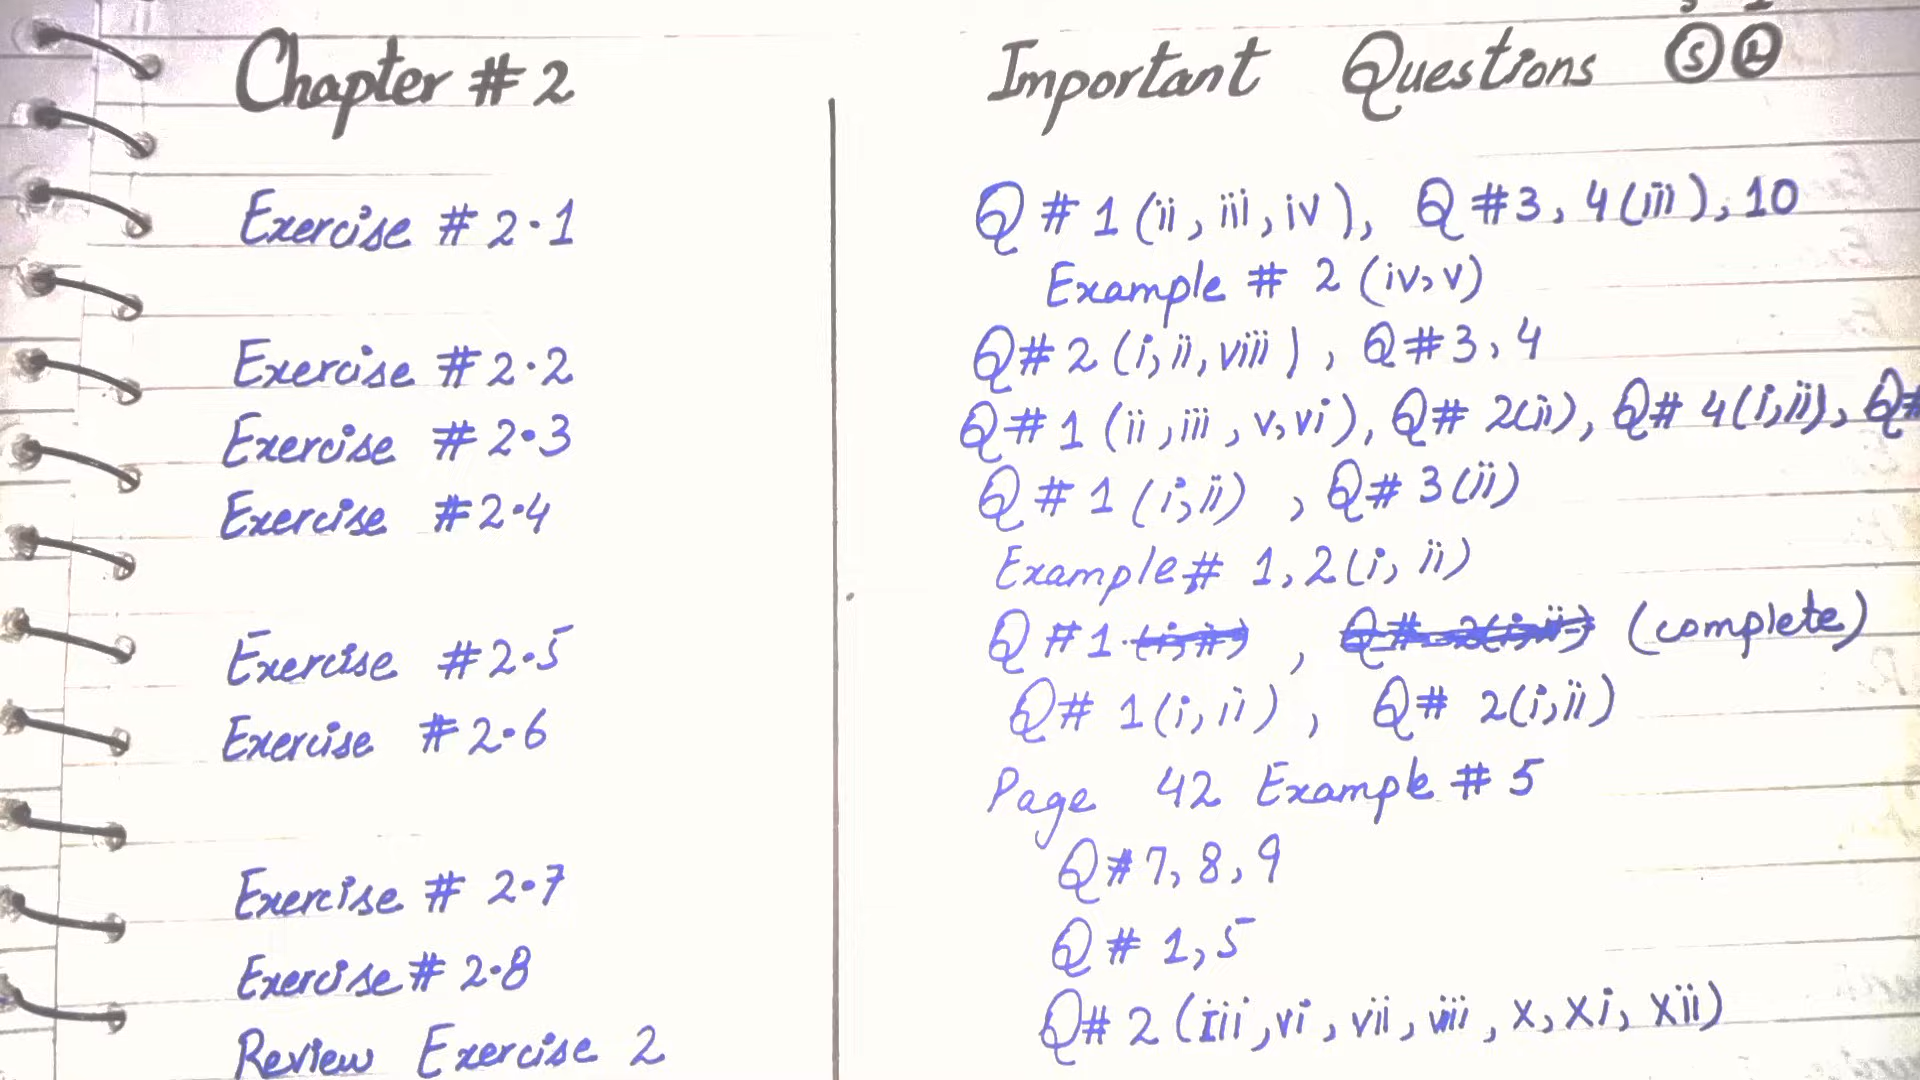 Chapter # 2 Important Questions S L
Exercise # 2.1 Q # 1 (ii, iii, iv), Q #3, 4(iii), 10
Example # 2 (iv, v)
Exercise # 2.2 Q# 2 (i, ii, viii), Q#3, 4
Exercise # 2.3 Q#1 (ii, iii, v, vi), Q# 2(ii), Q# 4(i, ii), Q#
Exercise #2.4 Q # 1 (i, ii), Q# 3(ii)
Example# 1, 2(i, ii)
Exercise #2.5 Q #1 (i, ii), Q# 2(i, ii) (complete)
Exercise #2.6 Q# 1(i, ii), Q# 2(i, ii)
Page 42 Example # 5
Exercise # 2.7 Q#7, 8, 9
Exercise # 2.8 Q # 1, 5
Review Exercise 2 Q# 2 (iii, vi, vii, viii, x, xi, xii)